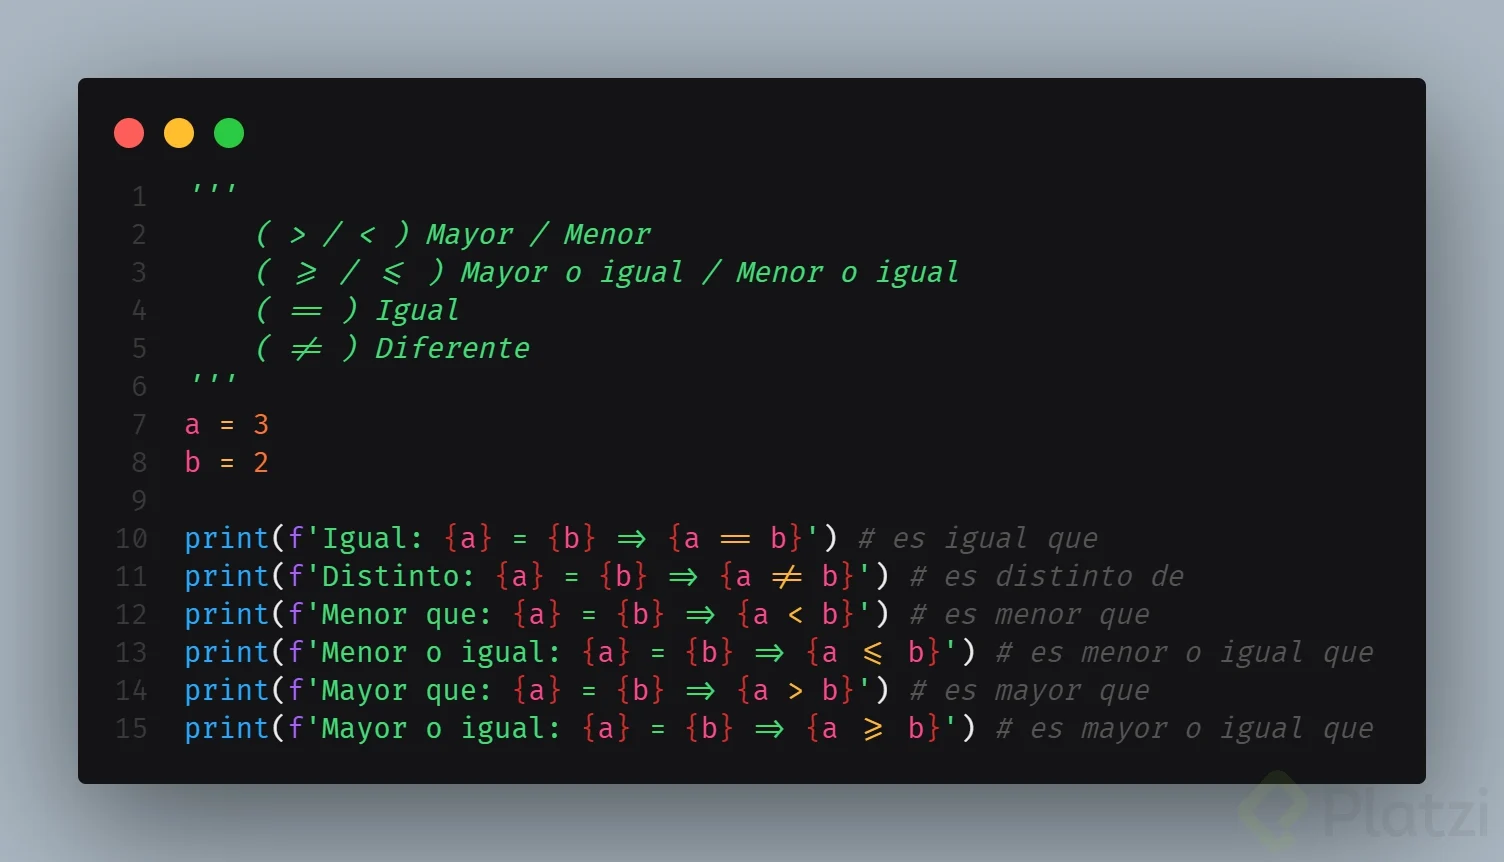 1 '''
2     ( > / < ) Mayor / Menor
3     ( >= / <= ) Mayor o igual / Menor o igual
4     ( == ) Igual
5     ( != ) Diferente
6 '''
7 a = 3
8 b = 2
9
10 print(f'Igual: {a} = {b} => {a == b}') # es igual que
11 print(f'Distinto: {a} = {b} => {a != b}') # es distinto de
12 print(f'Menor que: {a} = {b} => {a < b}') # es menor que
13 print(f'Menor o igual: {a} = {b} => {a <= b}') # es menor o igual que
14 print(f'Mayor que: {a} = {b} => {a > b}') # es mayor que
15 print(f'Mayor o igual: {a} = {b} => {a >= b}') # es mayor o igual que
Platzi